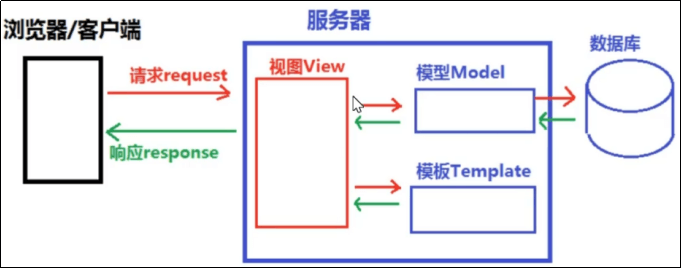 服务器
浏览器/客户端
数据库
请求request
视图View
模型Model
响应response
模板Template